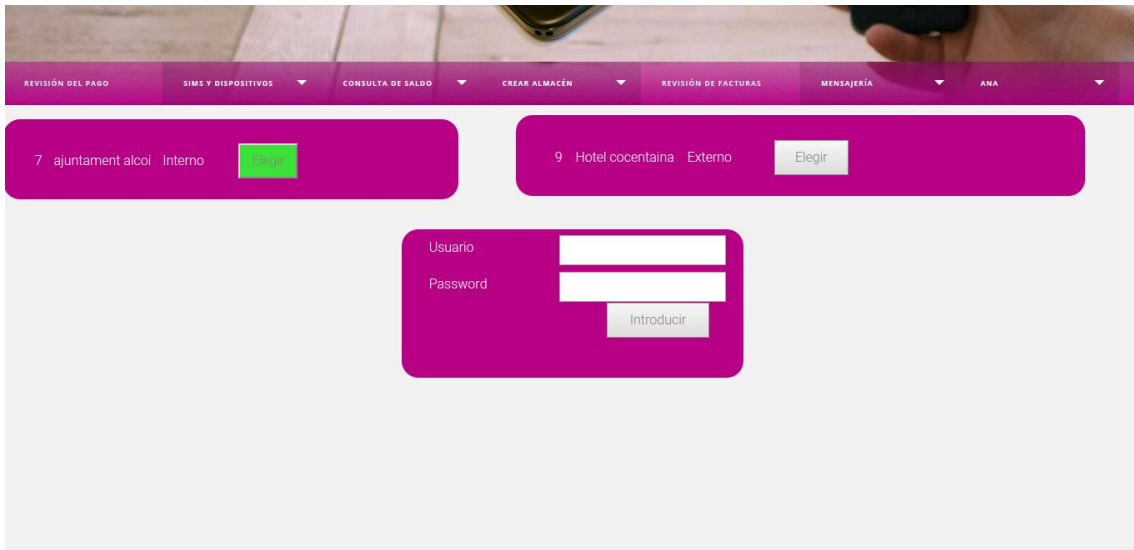 REVISIÓN DEL PAGO SIMS Y DISPOSITIVOS CONSULTA DE SALDO CREAR ALMACÉN REVISIÓN DE FACTURAS MENSAJERÍA ANA
7 ajuntament alcoi Interno Elegir
9 Hotel cocentaina Externo Elegir
Usuario
Password
Introducir